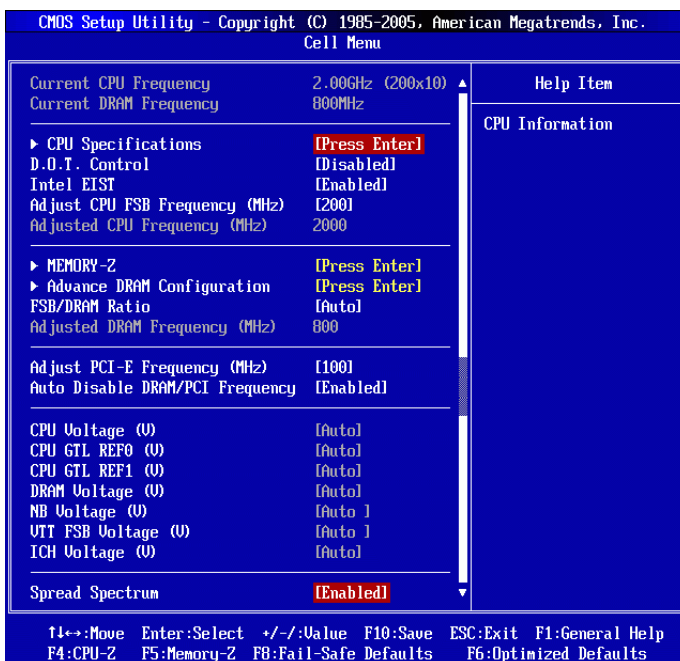 CMOS Setup Utility - Copyright (C) 1985-2005, American Megatrends, Inc.
Cell Menu
Current CPU Frequency 2.00GHz (200x10)
Current DRAM Frequency 800MHz
Help Item
CPU Information
CPU Specifications [Press Enter]
D.O.T. Control [Disabled]
Intel EIST [Enabled]
Adjust CPU FSB Frequency (MHz) [200]
Adjusted CPU Frequency (MHz) 2000
MEMORY-Z [Press Enter]
Advance DRAM Configuration [Press Enter]
FSB/DRAM Ratio [Auto]
Adjusted DRAM Frequency (MHz) 800
Adjust PCI-E Frequency (MHz) [100]
Auto Disable DRAM/PCI Frequency [Enabled]
CPU Voltage (V) [Auto]
CPU GTL REF0 (V) [Auto]
CPU GTL REF1 (V) [Auto]
DRAM Voltage (V) [Auto]
NB Voltage (V) [Auto ]
VTT FSB Voltage (V) [Auto ]
ICH Voltage (V) [Auto]
Spread Spectrum [Enabled]
↑↓←→:Move Enter:Select +/-/:Value F10:Save ESC:Exit F1:General Help
F4:CPU-Z F5:Memory-Z F8:Fail-Safe Defaults F6:Optimized Defaults